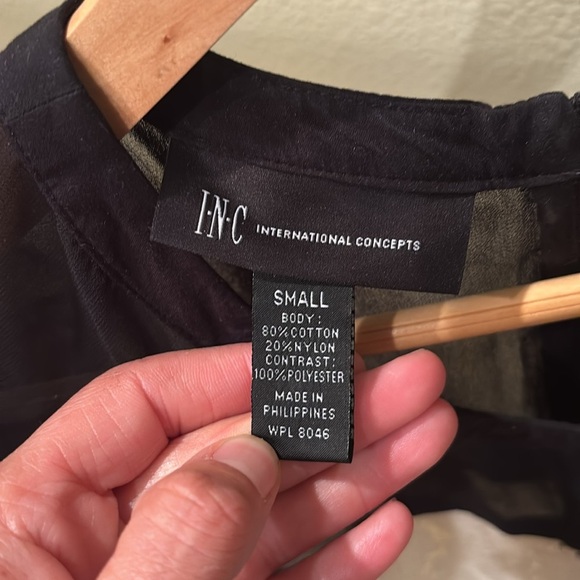 I·N·C INTERNATIONAL CONCEPTS
SMALL
BODY:
80%COTTON
20%NYLON
CONTRAST:
100%POLYESTER
MADE IN
PHILIPPINES
WPL 8046